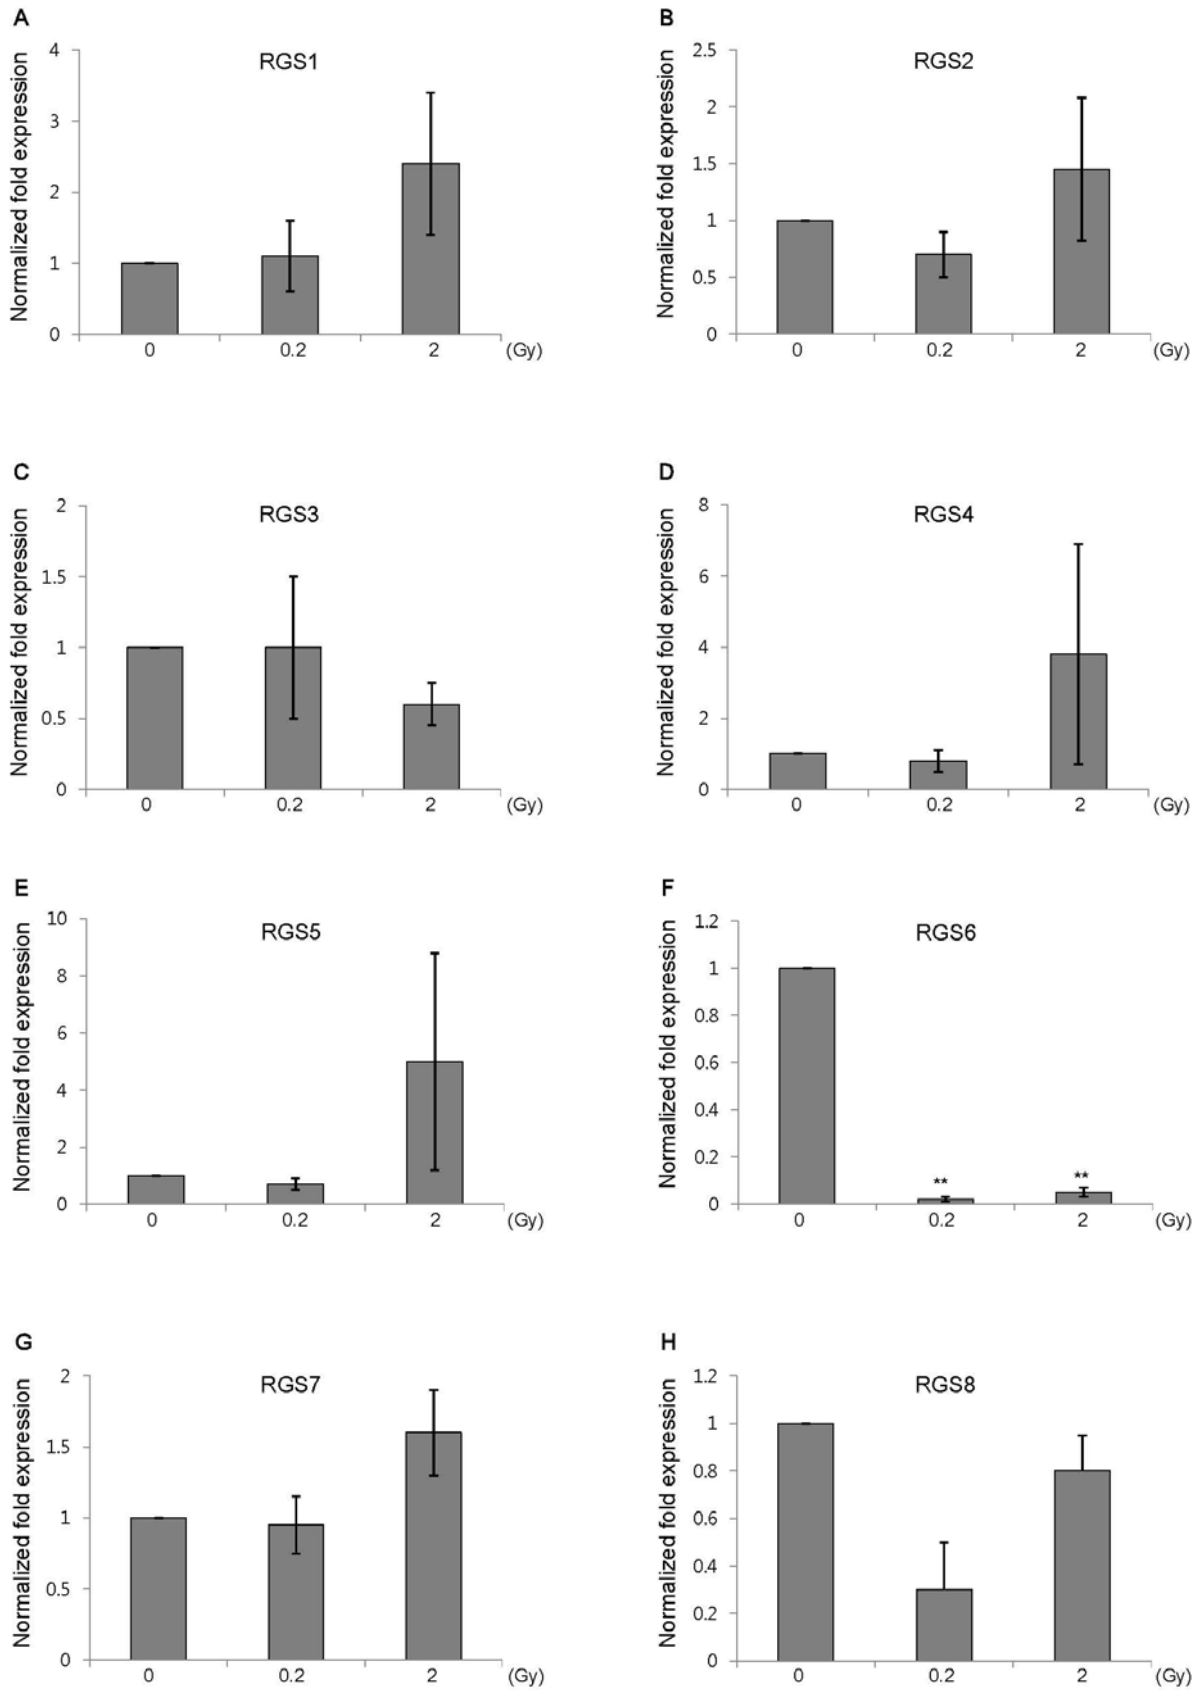 A
RGS1
Normalized fold expression
4
3
2
1
0
0 0.2 2 (Gy)
B
RGS2
Normalized fold expression
2.5
2
1.5
1
0.5
0
0 0.2 2 (Gy)
C
RGS3
Normalized fold expression
2
1.5
1
0.5
0
0 0.2 2 (Gy)
D
RGS4
Normalized fold expression
8
6
4
2
0
0 0.2 2 (Gy)
E
RGS5
Normalized fold expression
10
8
6
4
2
0
0 0.2 2 (Gy)
F
RGS6
Normalized fold expression
1.2
1
0.8
0.6
0.4
0.2
0
** **
0 0.2 2 (Gy)
G
RGS7
Normalized fold expression
2
1.5
1
0.5
0
0 0.2 2 (Gy)
H
RGS8
Normalized fold expression
1.2
1
0.8
0.6
0.4
0.2
0
0 0.2 2 (Gy)